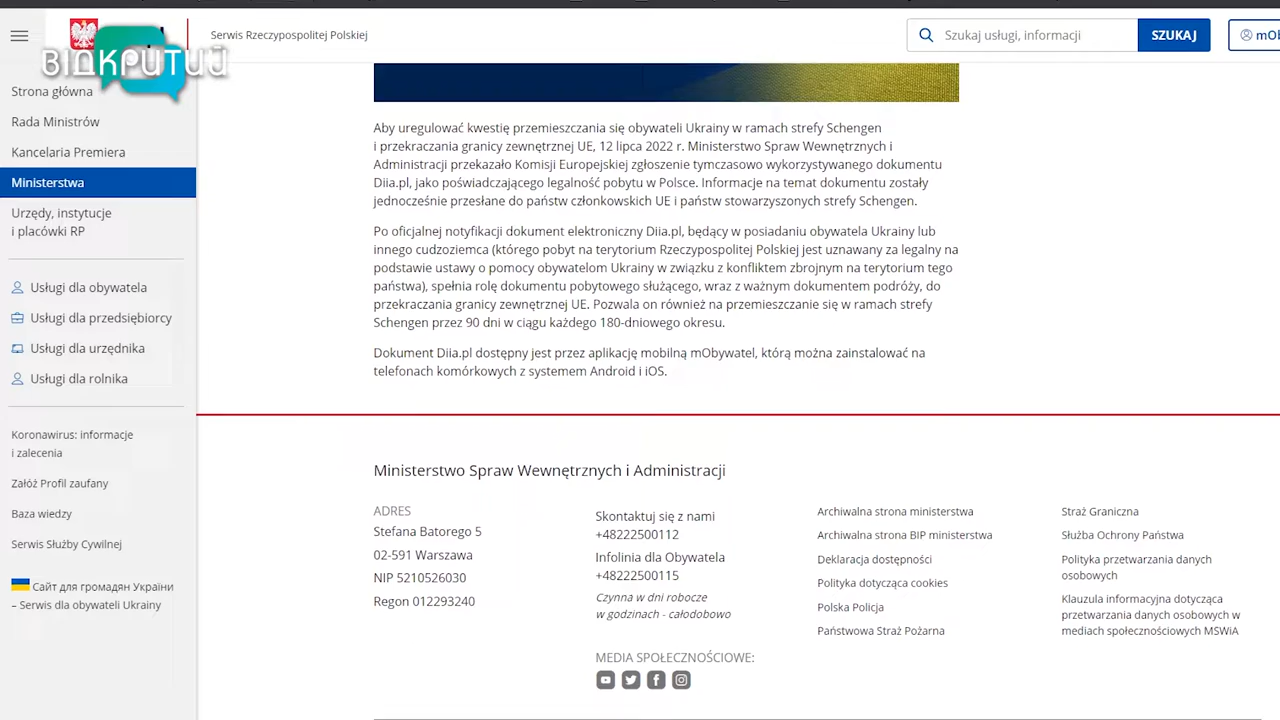 ВІДКРИТИЙ
Serwis Rzeczypospolitej Polskiej
Szukaj usługi, informacji
SZUKAJ
Strona główna
Rada Ministrów
Kancelaria Premiera
Ministerstwa
Urzędy, instytucje
i placówki RP
Usługi dla obywatela
Usługi dla przedsiębiorcy
Usługi dla urzędnika
Usługi dla rolnika
Koronawirus: informacje
i zalecenia
Załóż Profil zaufany
Baza wiedzy
Serwis Służby Cywilnej
Сайт для громадян України
– Serwis dla obywateli Ukrainy
Aby uregulować kwestię przemieszczania się obywateli Ukrainy w ramach strefy Schengen
i przekraczania granicy zewnętrznej UE, 12 lipca 2022 r. Ministerstwo Spraw Wewnętrznych i
Administracji przekazało Komisji Europejskiej zgłoszenie tymczasowo wykorzystywanego dokumentu
Diia.pl, jako poświadczającego legalność pobytu w Polsce. Informacje na temat dokumentu zostały
jednocześnie przesłane do państw członkowskich UE i państw stowarzyszonych strefy Schengen.
Po oficjalnej notyfikacji dokument elektroniczny Diia.pl, będący w posiadaniu obywatela Ukrainy lub
innego cudzoziemca (którego pobyt na terytorium Rzeczypospolitej Polskiej jest uznawany za legalny na
podstawie ustawy o pomocy obywatelom Ukrainy w związku z konfliktem zbrojnym na terytorium tego
państwa), spełnia rolę dokumentu pobytowego służącego, wraz z ważnym dokumentem podróży, do
przekraczania granicy zewnętrznej UE. Pozwala on również na przemieszczanie się w ramach strefy
Schengen przez 90 dni w ciągu każdego 180-dniowego okresu.
Dokument Diia.pl dostępny jest przez aplikację mobilną mObywatel, którą można zainstalować na
telefonach komórkowych z systemem Android i iOS.
Ministerstwo Spraw Wewnętrznych i Administracji
ADRES
Stefana Batorego 5
02-591 Warszawa
NIP 5210526030
Regon 012293240
Skontaktuj się z nami
+48222500112
Infolinia dla Obywatela
+48222500115
Czynna w dni robocze
w godzinach - całodobowo
MEDIA SPOŁECZNOŚCIOWE:
Archiwalna strona ministerstwa
Archiwalna strona BIP ministerstwa
Deklaracja dostępności
Polityka dotycząca cookies
Polska Policja
Państwowa Straż Pożarna
Straż Graniczna
Służba Ochrony Państwa
Polityka przetwarzania danych
osobowych
Klauzula informacyjna dotycząca
przetwarzania danych osobowych w
mediach społecznościowych MSWiA